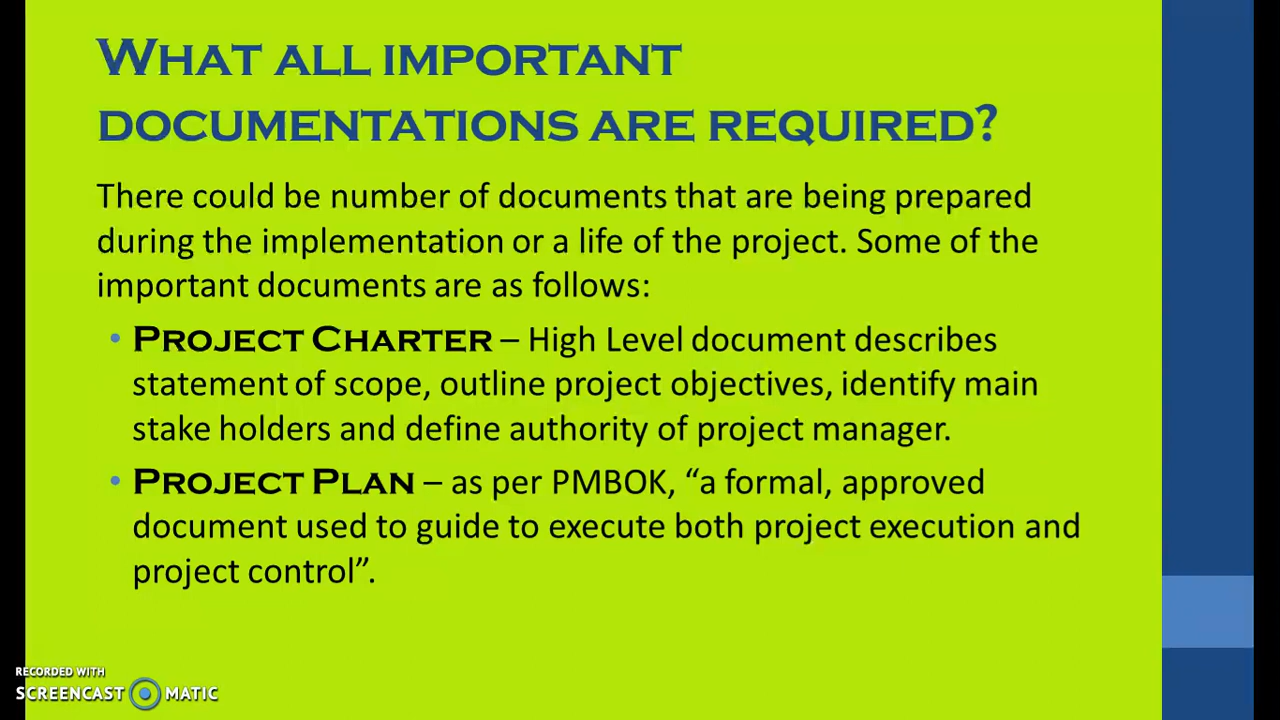 WHAT ALL IMPORTANT
DOCUMENTATIONS ARE REQUIRED?
There could be number of documents that are being prepared
during the implementation or a life of the project. Some of the
important documents are as follows:
• PROJECT CHARTER – High Level document describes
statement of scope, outline project objectives, identify main
stake holders and define authority of project manager.
• PROJECT PLAN – as per PMBOK, “a formal, approved
document used to guide to execute both project execution and
project control”.
RECORDED WITH
SCREENCAST MATIC